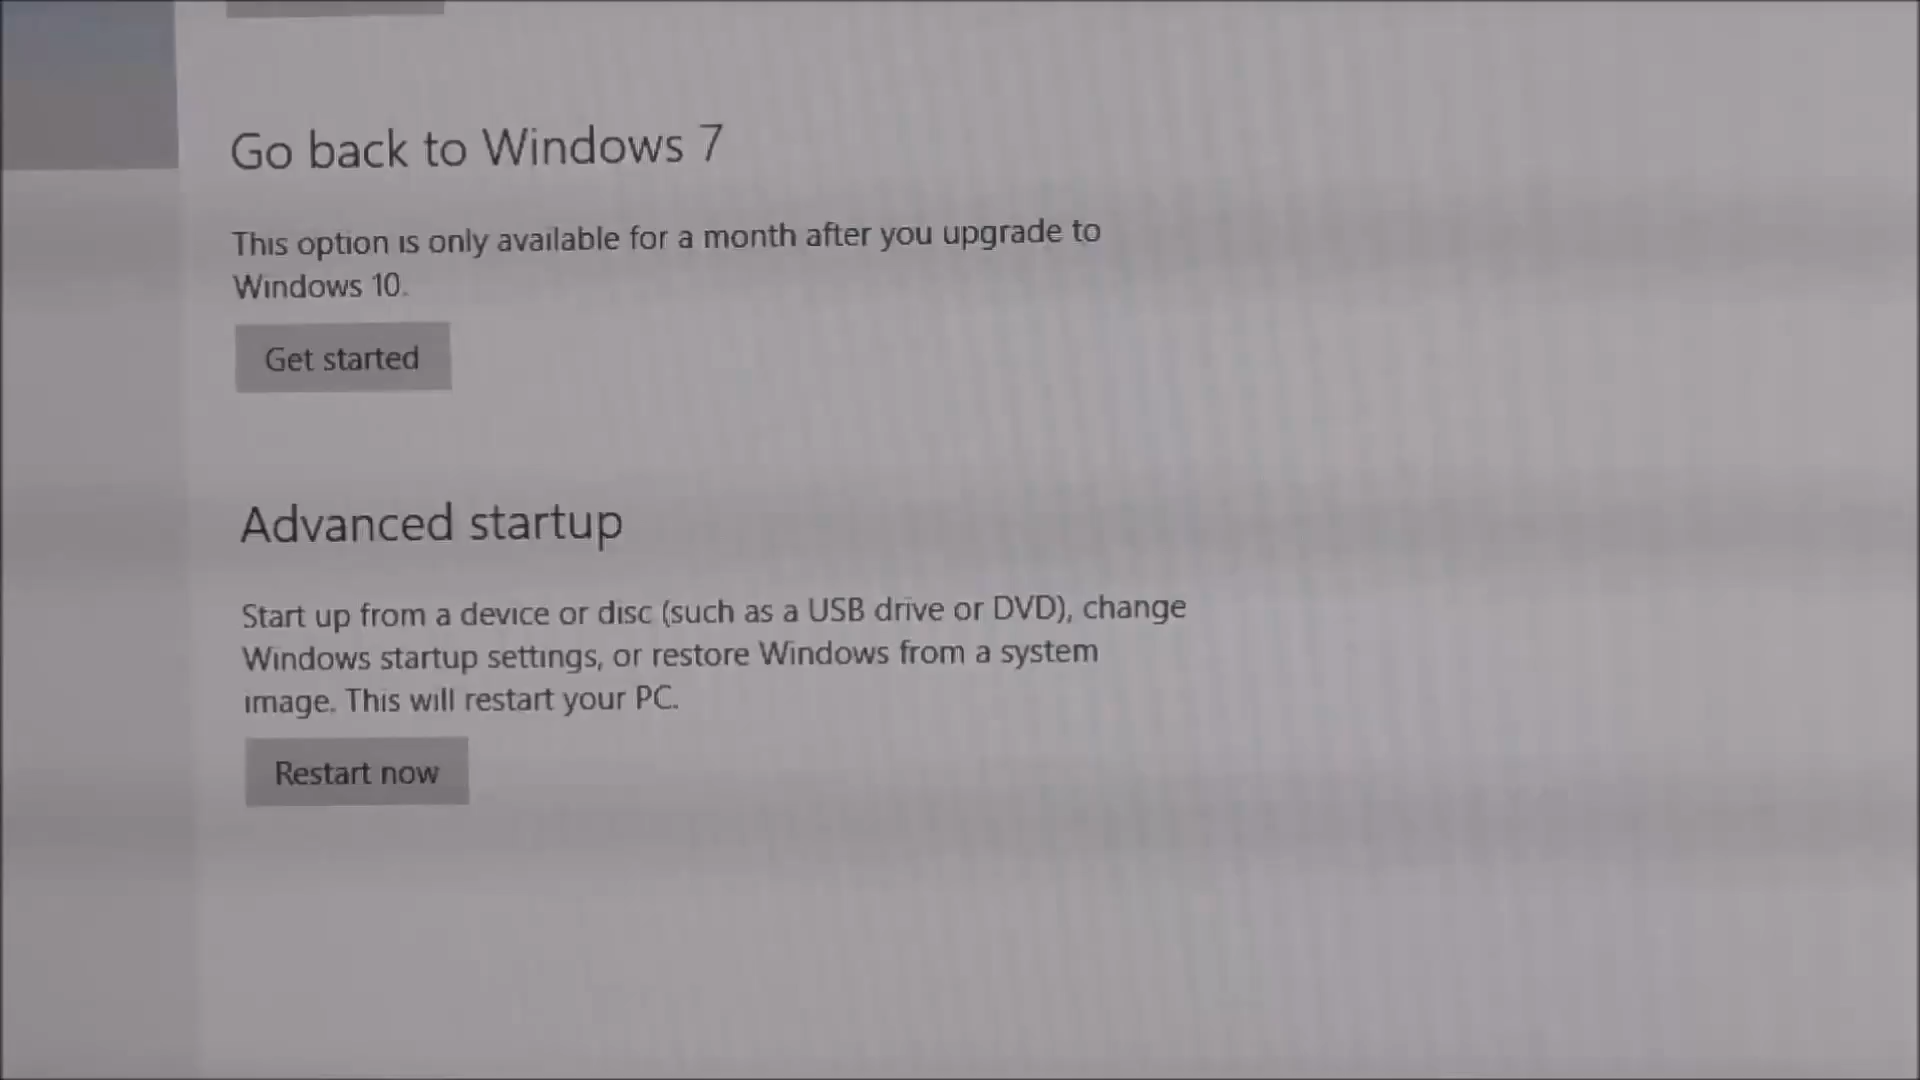 Go back to Windows 7
This option is only available for a month after you upgrade to
Windows 10.
Get started
Advanced startup
Start up from a device or disc (such as a USB drive or DVD), change
Windows startup settings, or restore Windows from a system
image. This will restart your PC.
Restart now